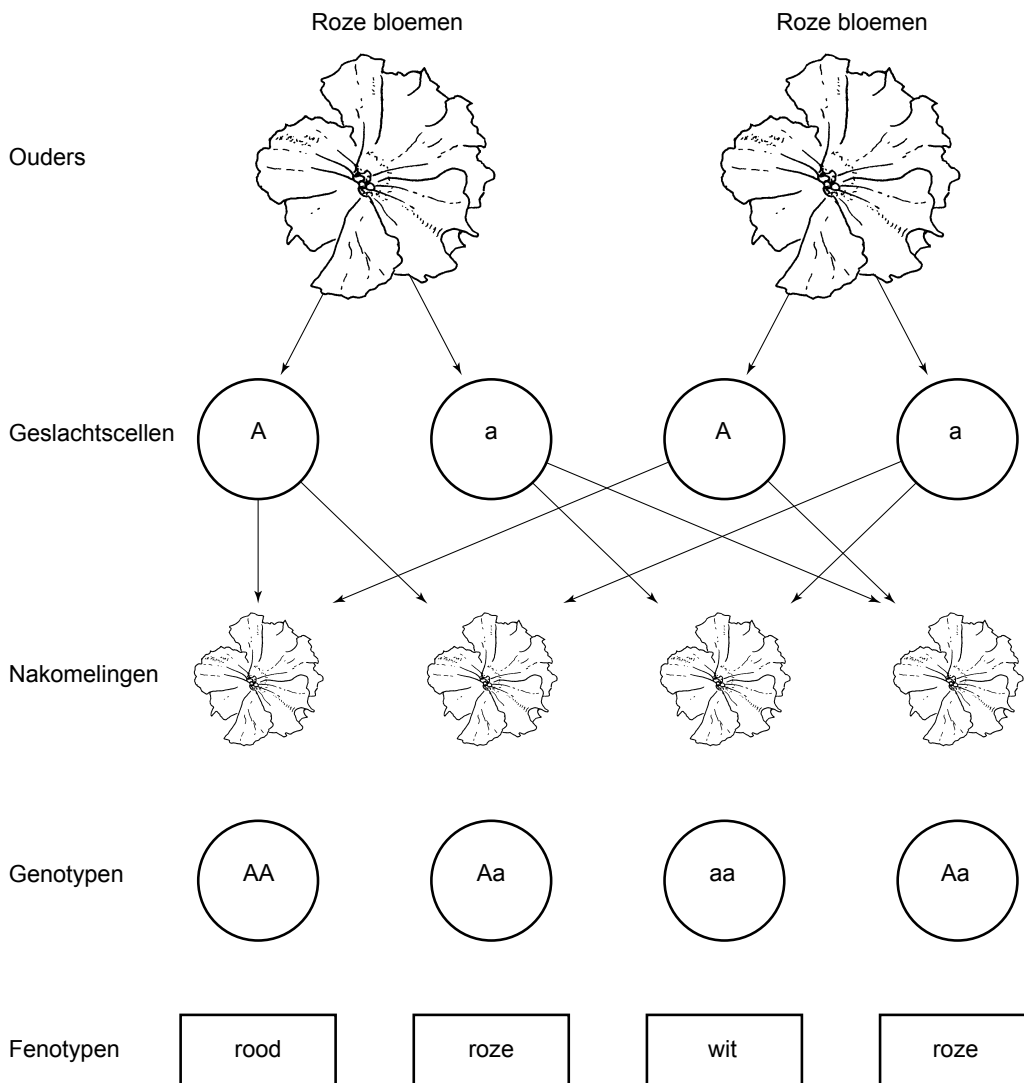 Roze bloemen Roze bloemen
Ouders
Geslachtscellen A a A a
Nakomelingen
Genotypen AA Aa aa Aa
Fenotypen rood roze wit roze